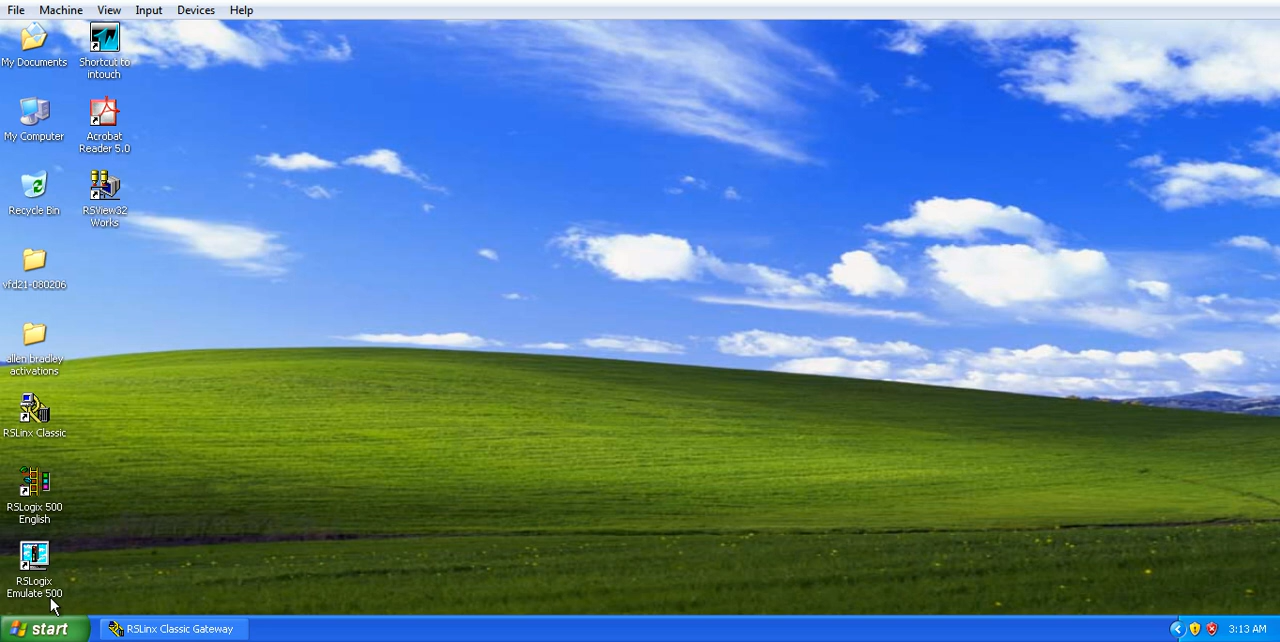 File Machine View Input Devices Help
My Documents
Shortcut to
intouch
My Computer
Acrobat
Reader 5.0
Recycle Bin
RSView32
Works
vfd21-080206
allen bradley
activations
RSLinx Classic
RSLogix 500
English
RSLogix
Emulate 500
start
RSLinx Classic Gateway
3:13 AM